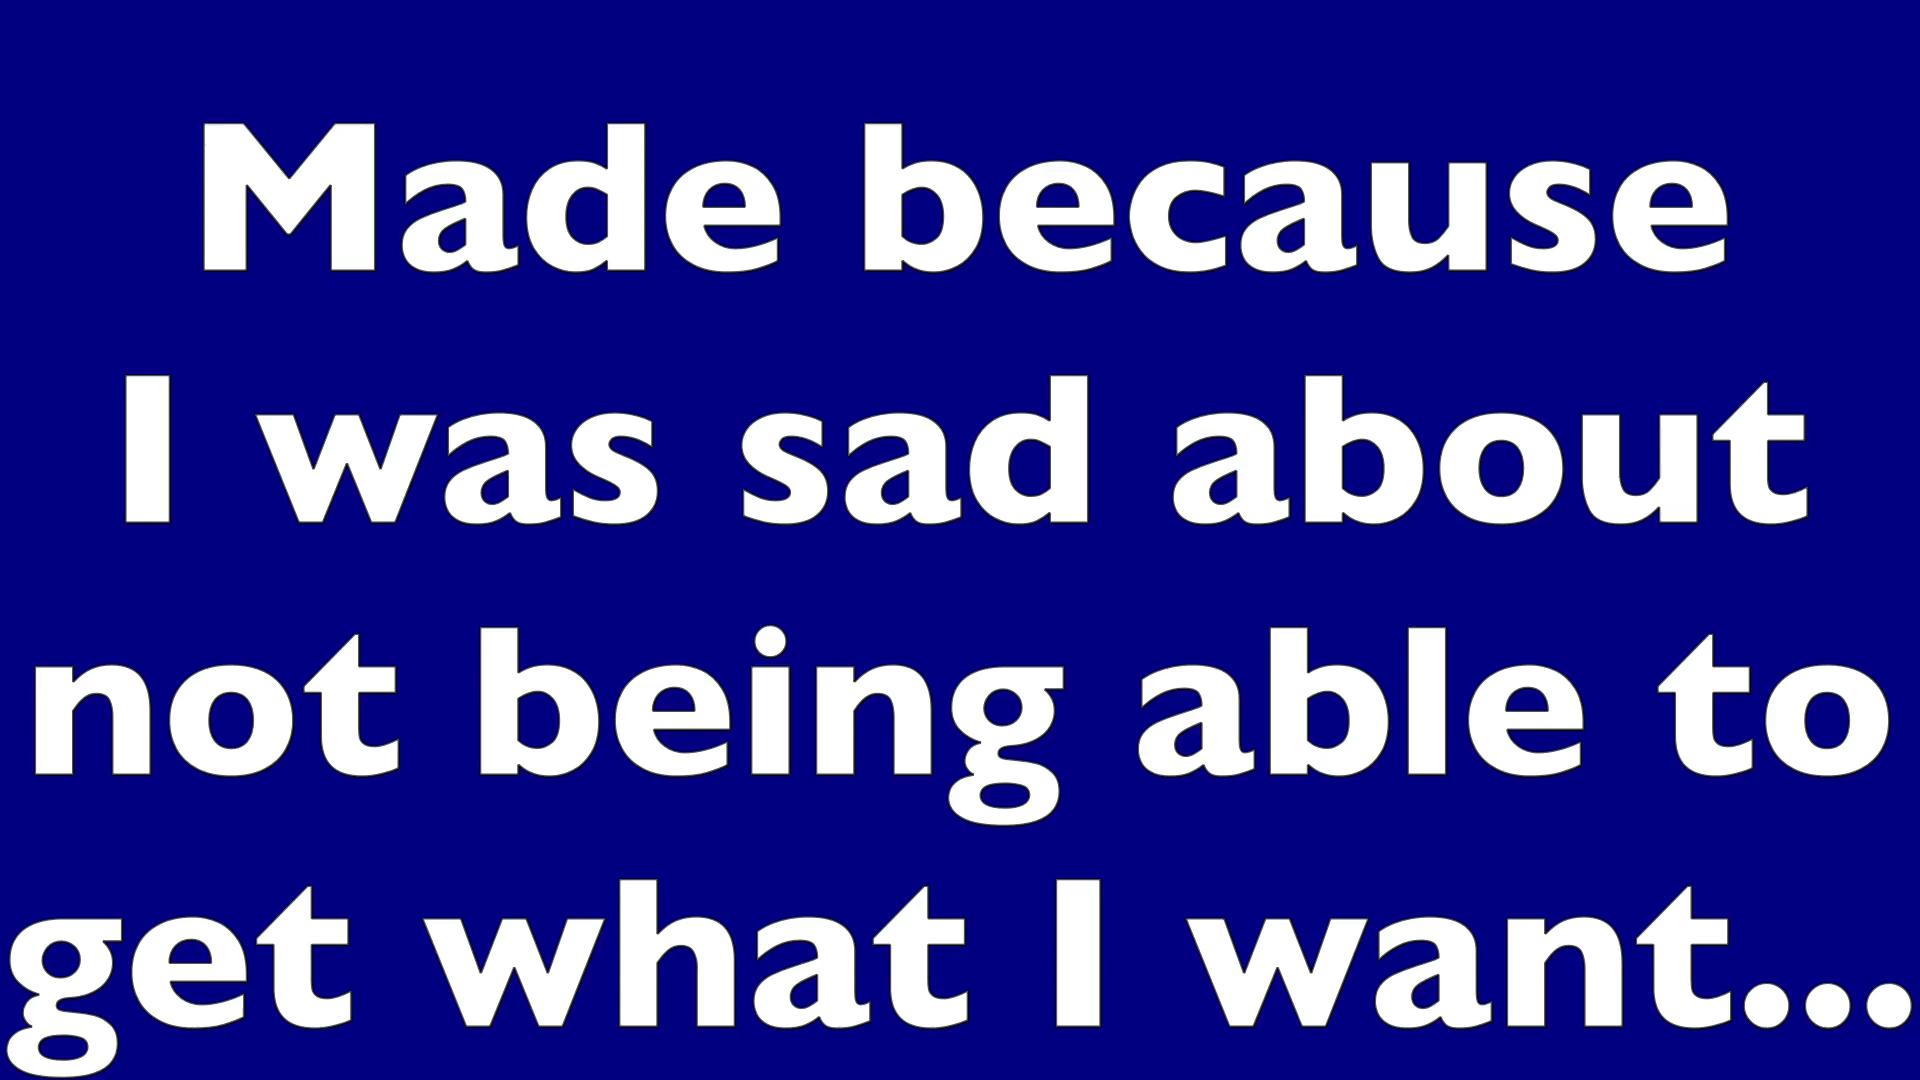 Made because
I was sad about
not being able to
get what I want...